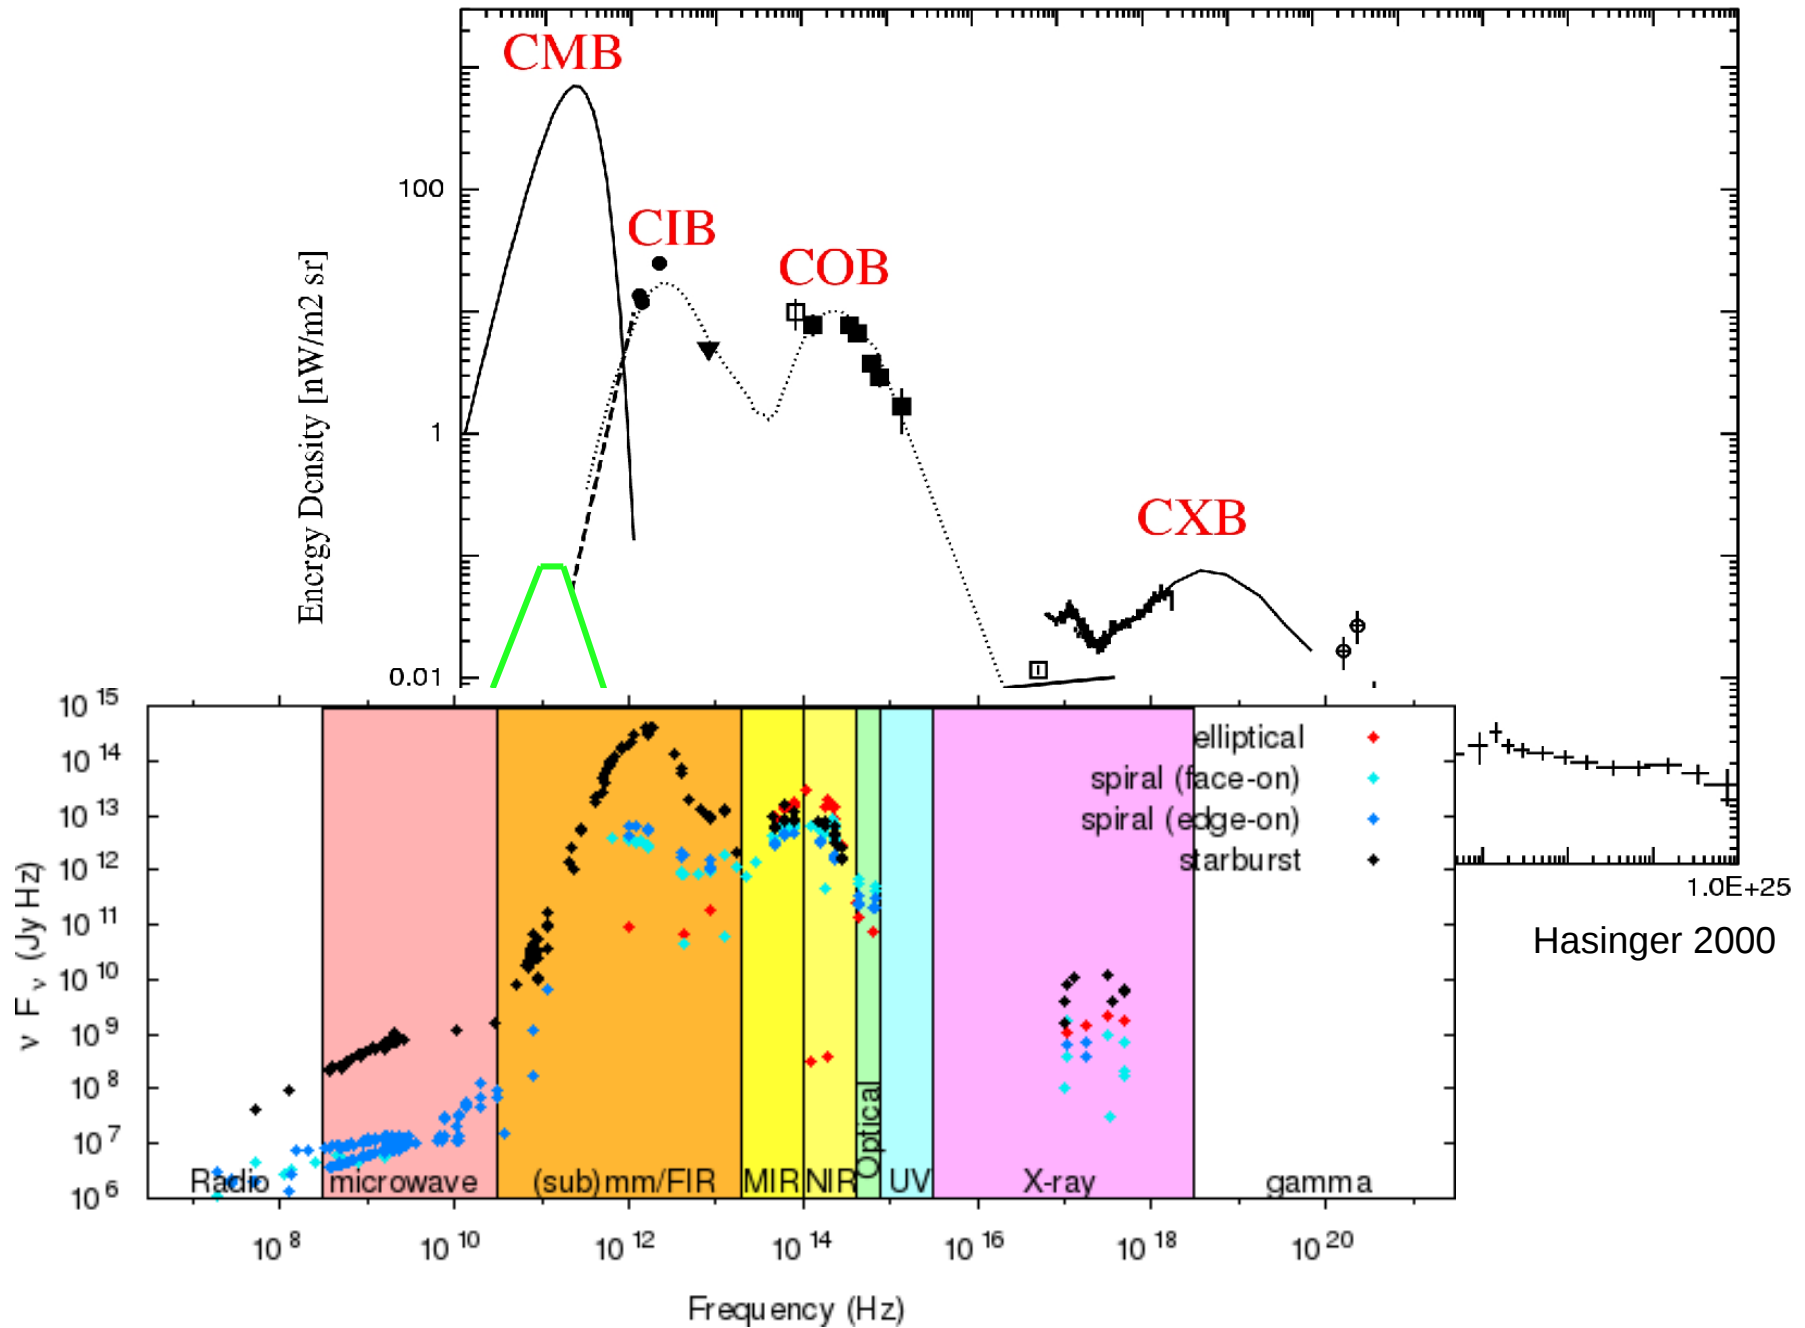 CMB
100
CIB
COB
Energy Density [nW/m2 sr]
1
CXB
0.01
10 15
elliptical
10 14
spiral (face-on)
10 13
spiral (edge-on)
10 12
starburst
1.0E+25
10 11
Hasinger 2000
10 10
ν F ν (Jy Hz)
10 9
10 8
Optical
10 7
Radio microwave (sub)mm/FIR MIR NIR UV X-ray gamma
10 6
10 8 10 10 10 12 10 14 10 16 10 18 10 20
Frequency (Hz)